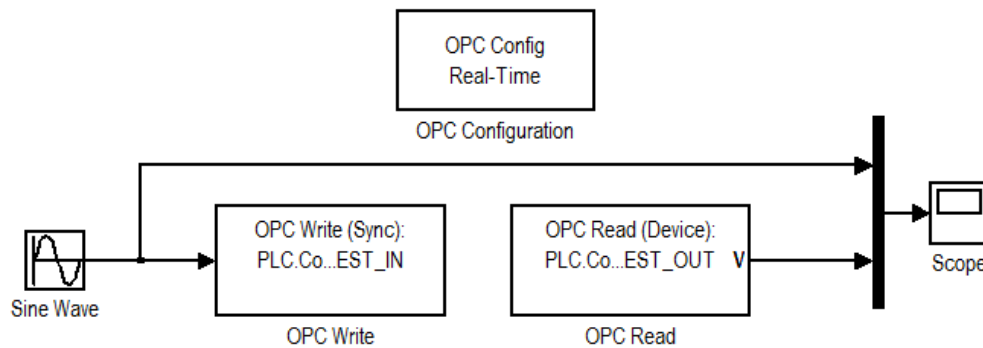 OPC Config
Real-Time
OPC Configuration
OPC Write (Sync):
PLC.Co...EST_IN
OPC Read (Device):
PLC.Co...EST_OUT V
Sine Wave
OPC Write
OPC Read
Scope